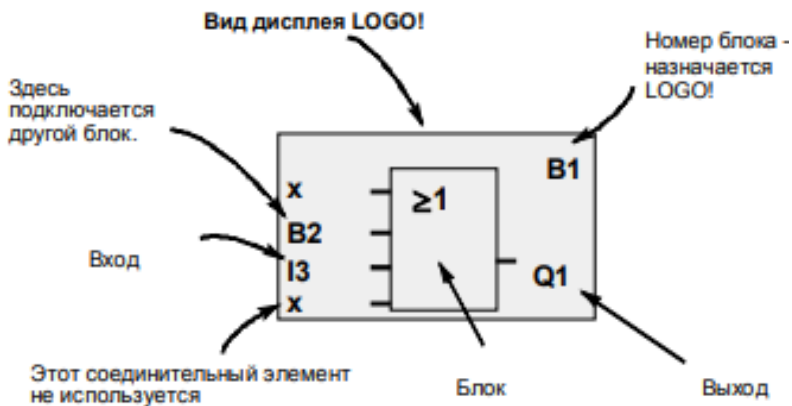 Вид дисплея LOGO!
Номер блока -
назначается
LOGO!
Здесь
подключается
другой блок.
B1
x
≥1
B2
Вход
I3
Q1
x
Этот соединительный элемент
не используется
Блок
Выход